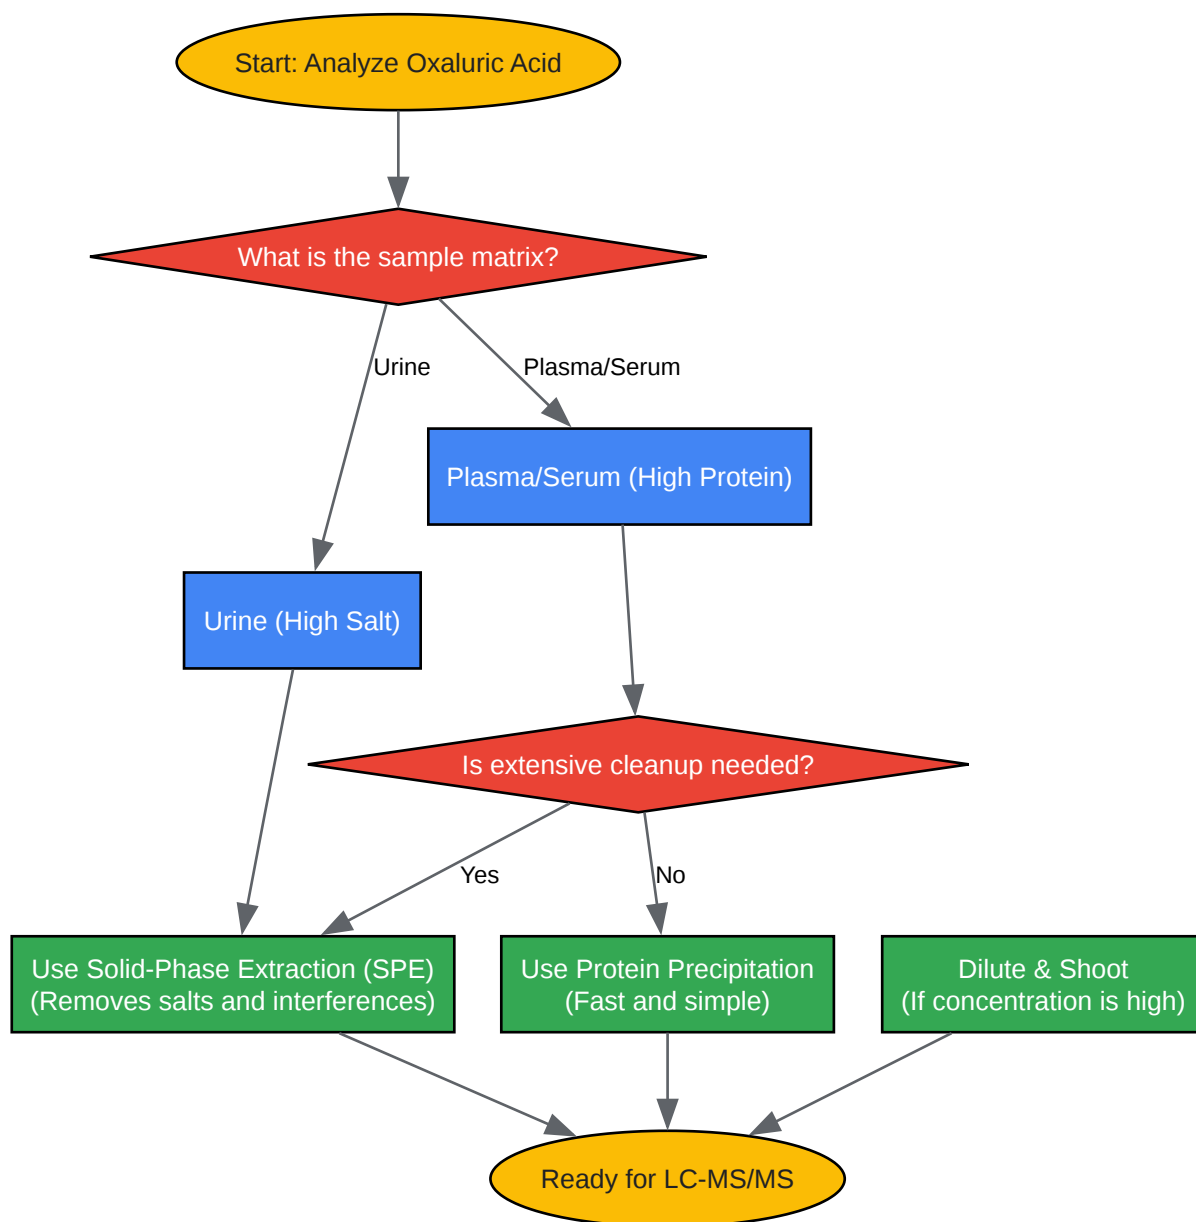 Start: Analyze Oxaluric Acid
What is the sample matrix?
Urine
Plasma/Serum
Plasma/Serum (High Protein)
Urine (High Salt)
Is extensive cleanup needed?
Yes
No
Use Solid-Phase Extraction (SPE)
(Removes salts and interferences)
Use Protein Precipitation
(Fast and simple)
Dilute & Shoot
(If concentration is high)
Ready for LC-MS/MS